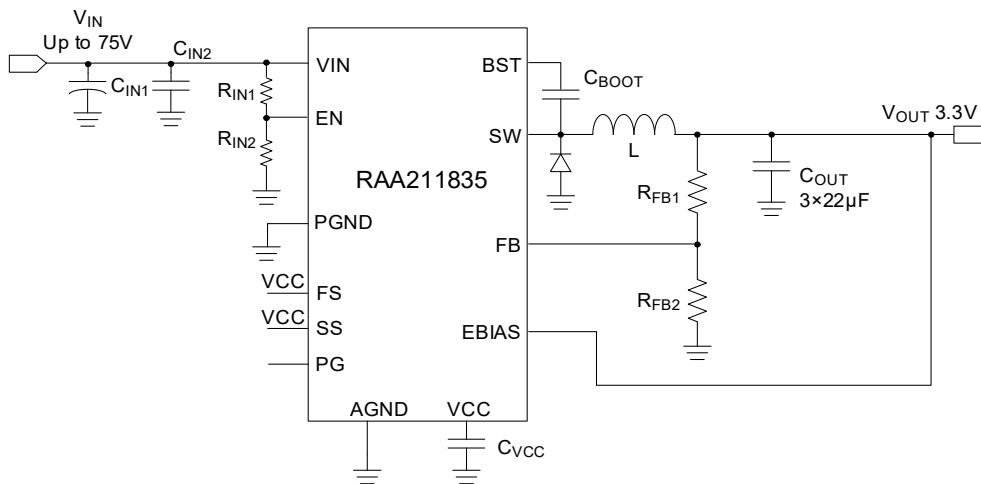 VIN
Up to 75V
CIN1
CIN2
RIN1
RIN2
VIN
EN
PGND
VCC
FS
VCC
SS
PG
RAA211835
AGND
VCC
CVCC
BST
SW
FB
EBIAS
CBOOT
L
RFB1
RFB2
VOUT 3.3V
COUT
3×22µF